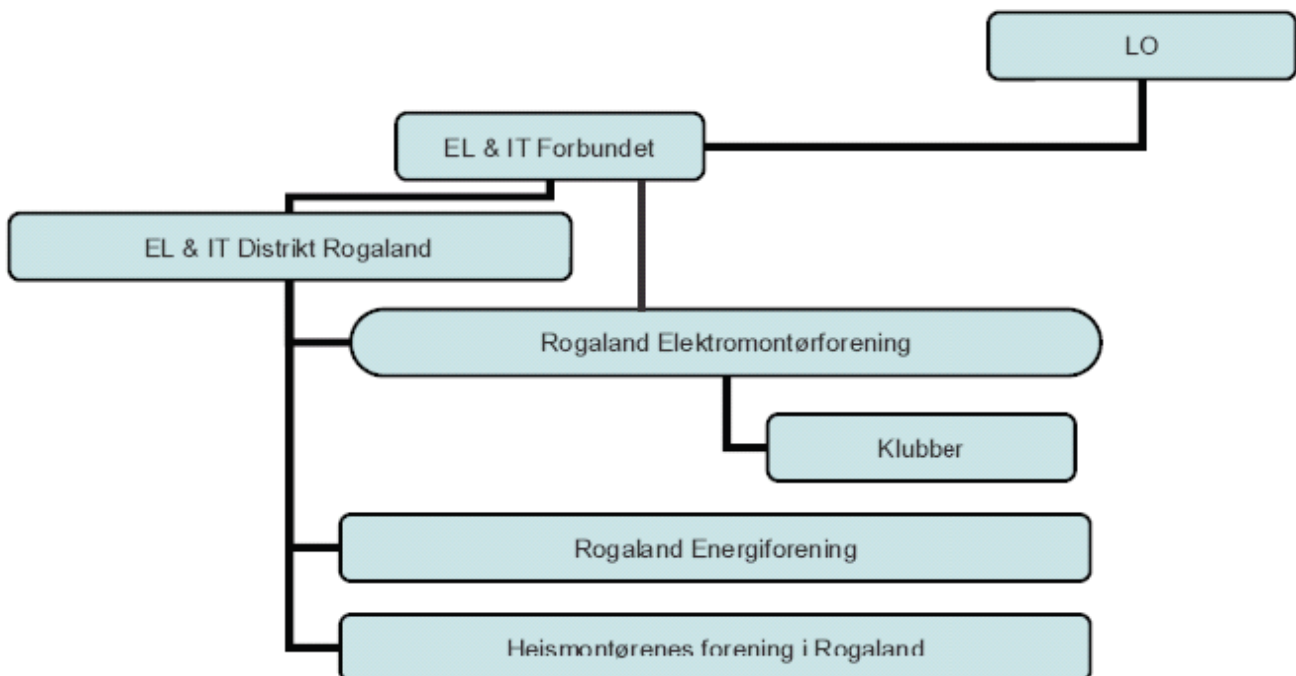 LO
EL & IT Forbundet
EL & IT Distrikt Rogaland
Rogaland Elektromontørforening
Klubber
Rogaland Energiforening
Heismontørenes forening i Rogaland